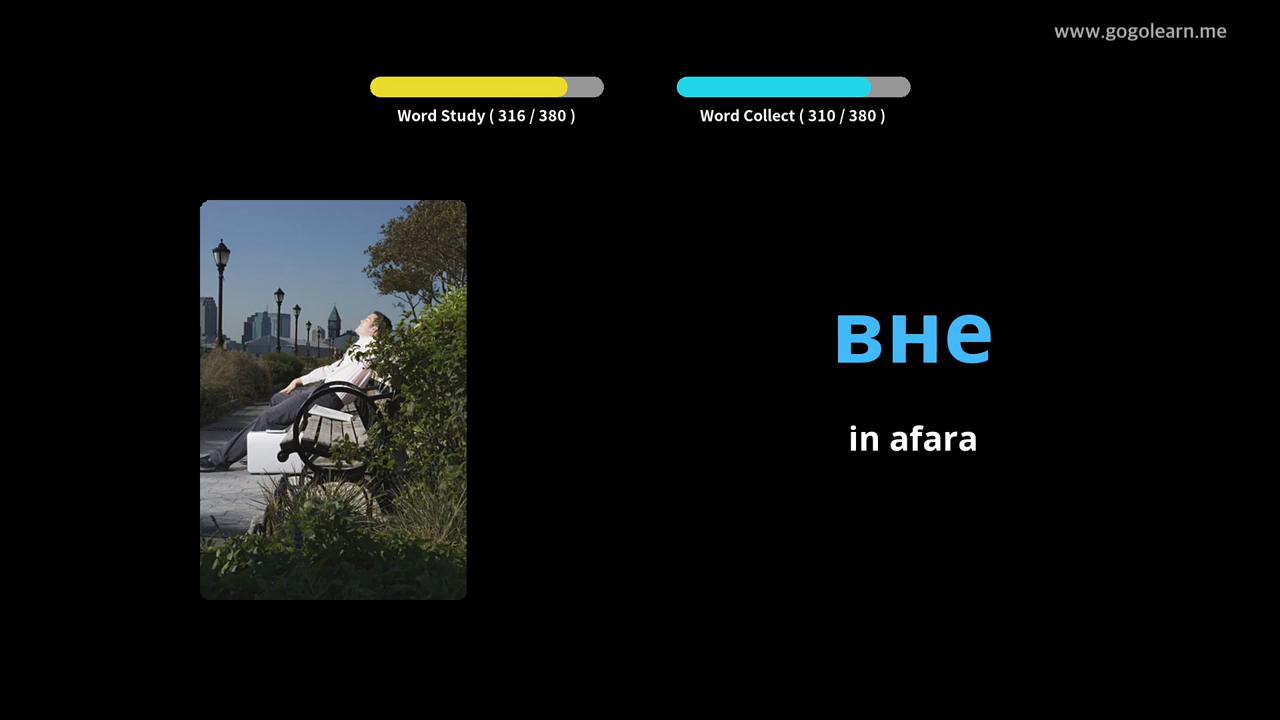 www.gogolearn.me
Word Study ( 316 / 380 )
Word Collect ( 310 / 380 )
вне
in afara